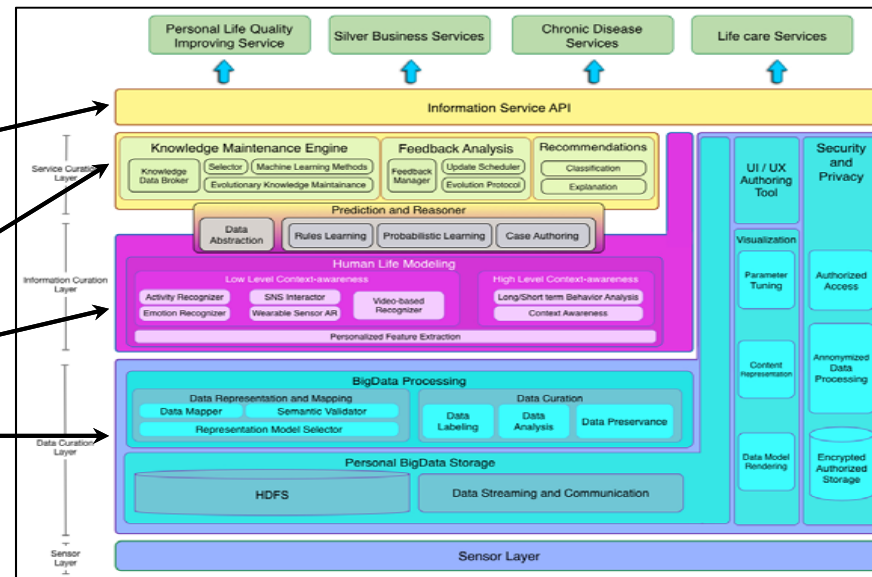 Personal Life Quality
Improving Service
Silver Business Services
Chronic Disease
Services
Life care Services
Information Service API
Service Curation
Layer
Knowledge Maintenance Engine
Knowledge
Data Broker
Selector
Machine Learning Methods
Evolutionary Knowledge Maintainance
Feedback Analysis
Feedback
Manager
Update Scheduler
Evolution Protocol
Recommendations
Classification
Explanation
Prediction and Reasoner
Data
Abstraction
Rules Learning
Probabilistic Learning
Case Authoring
Information Curation
Layer
Human Life Modeling
Low Level Context-awareness
Activity Recognizer
SNS Interactor
Emotion Recognizer
Wearable Sensor AR
Video-based
Recognizer
High Level Context-awareness
Long/Short term Behavior Analysis
Context Awareness
Personalized Feature Extraction
Data Curation
Layer
BigData Processing
Data Representation and Mapping
Data Mapper
Semantic Validator
Representation Model Selector
Data Curation
Data
Labeling
Data
Analysis
Data Preservance
Personal BigData Storage
HDFS
Data Streaming and Communication
UI / UX
Authoring
Tool
Visualization
Parameter
Tuning
Content
Representation
Data Model
Rendering
Security
and
Privacy
Authorized
Access
Annonymized
Data
Processing
Encrypted
Authorized
Storage
Sensor
Layer
Sensor Layer